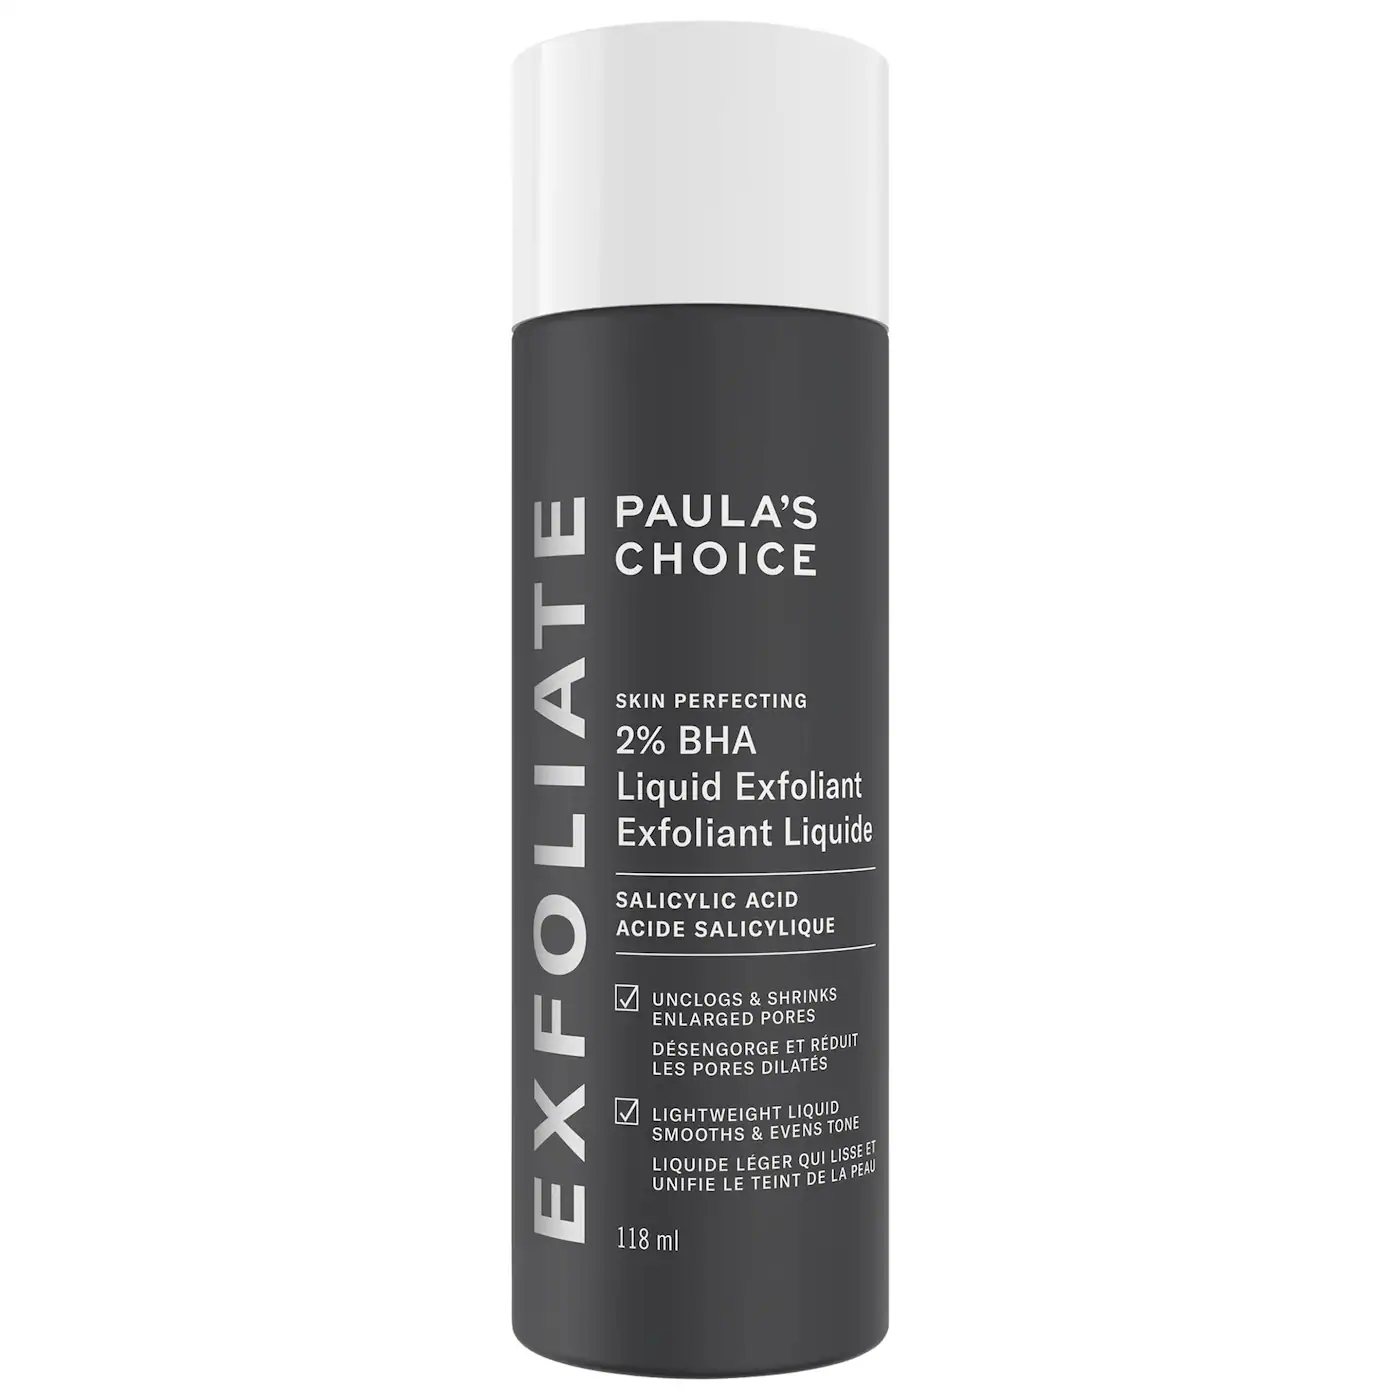 EXFOLIATE
PAULA'S
CHOICE
SKIN PERFECTING
2% BHA
Liquid Exfoliant
Exfoliant Liquide
SALICYLIC ACID
ACIDE SALICYLIQUE
UNCLOGS & SHRINKS
ENLARGED PORES
DÉSENGORGE ET RÉDUIT
LES PORES DILATÉS
LIGHTWEIGHT LIQUID
SMOOTHS & EVENS TONE
LIQUIDE LÉGER QUI LISSE ET
UNIFIE LE TEINT DE LA PEAU
118 ml